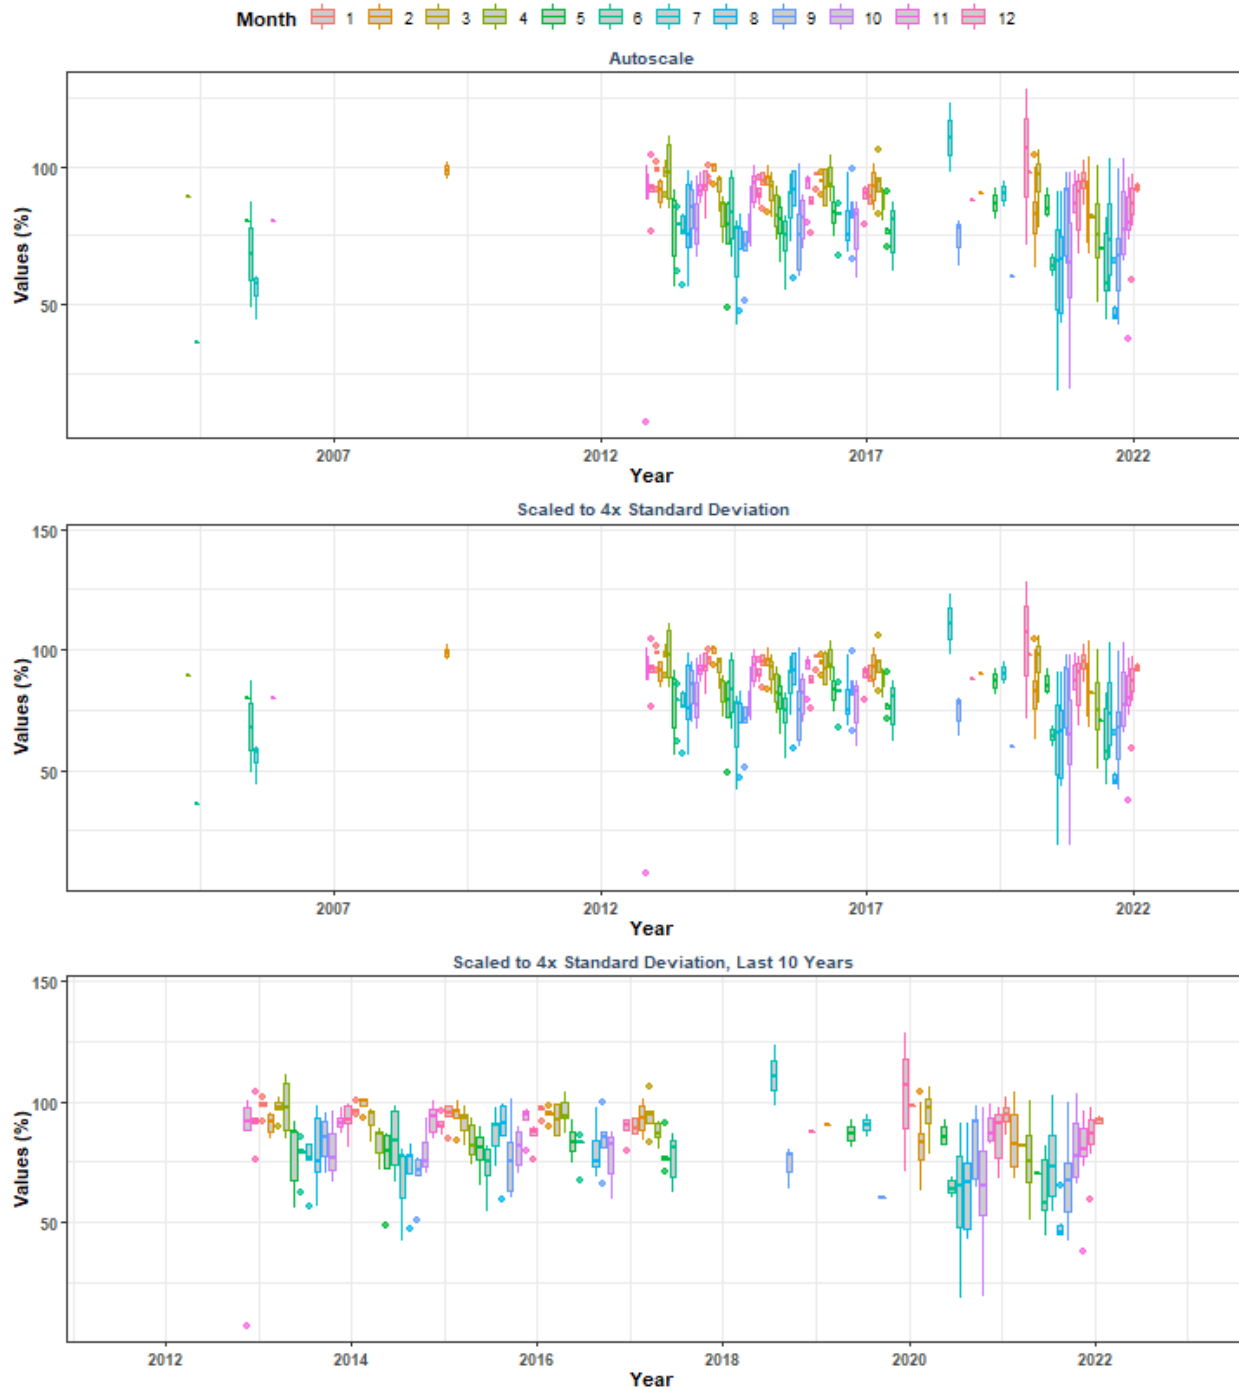 Month 1 2 3 4 5 6 7 8 9 10 11 12
Autoscale
Values (%)
100
50
2007 2012 2017 2022
Year
Scaled to 4x Standard Deviation
Values (%)
150
100
50
2007 2012 2017 2022
Year
Scaled to 4x Standard Deviation, Last 10 Years
Values (%)
150
100
50
2012 2014 2016 2018 2020 2022
Year